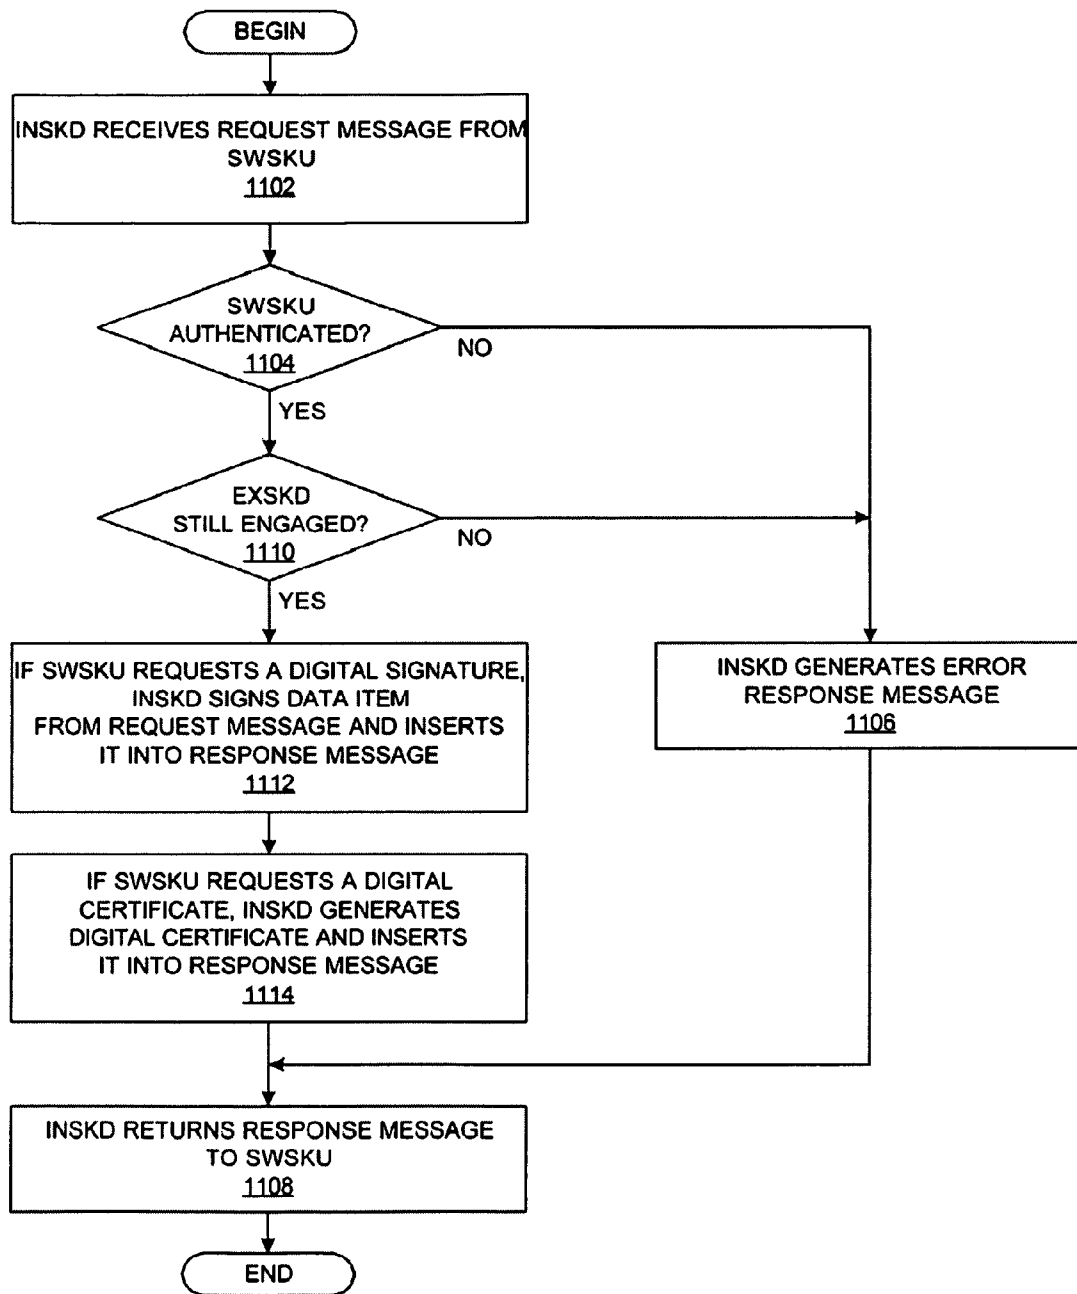 BEGIN
INSKD RECEIVES REQUEST MESSAGE FROM
SWSKU
1102
SWSKU
AUTHENTICATED?
1104
NO
YES
EXSKD
STILL ENGAGED?
1110
NO
YES
IF SWSKU REQUESTS A DIGITAL SIGNATURE,
INSKD SIGNS DATA ITEM
FROM REQUEST MESSAGE AND INSERTS
IT INTO RESPONSE MESSAGE
1112
INSKD GENERATES ERROR
RESPONSE MESSAGE
1106
IF SWSKU REQUESTS A DIGITAL
CERTIFICATE, INSKD GENERATES
DIGITAL CERTIFICATE AND INSERTS
IT INTO RESPONSE MESSAGE
1114
INSKD RETURNS RESPONSE MESSAGE
TO SWSKU
1108
END